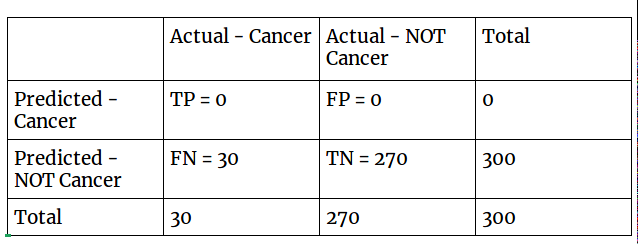 Actual - Cancer Actual - NOT Total
Cancer
Predicted - TP = 0 FP = 0 0
Cancer
Predicted - FN = 30 TN = 270 300
NOT Cancer
Total 30 270 300